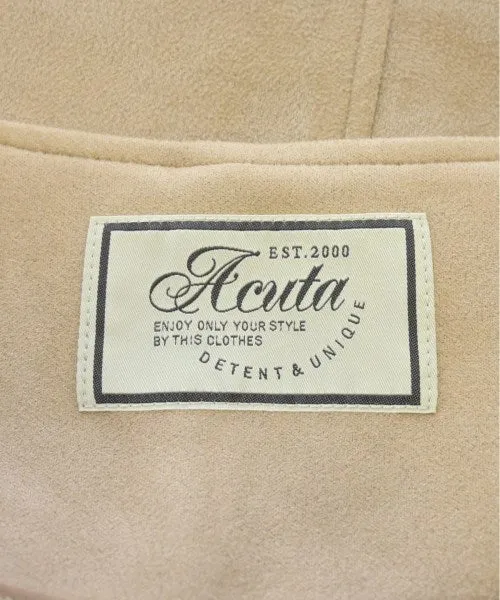 EST.2000
Acuta
ENJOY ONLY YOUR STYLE
BY THIS CLOTHES
DETENT & UNIQUE